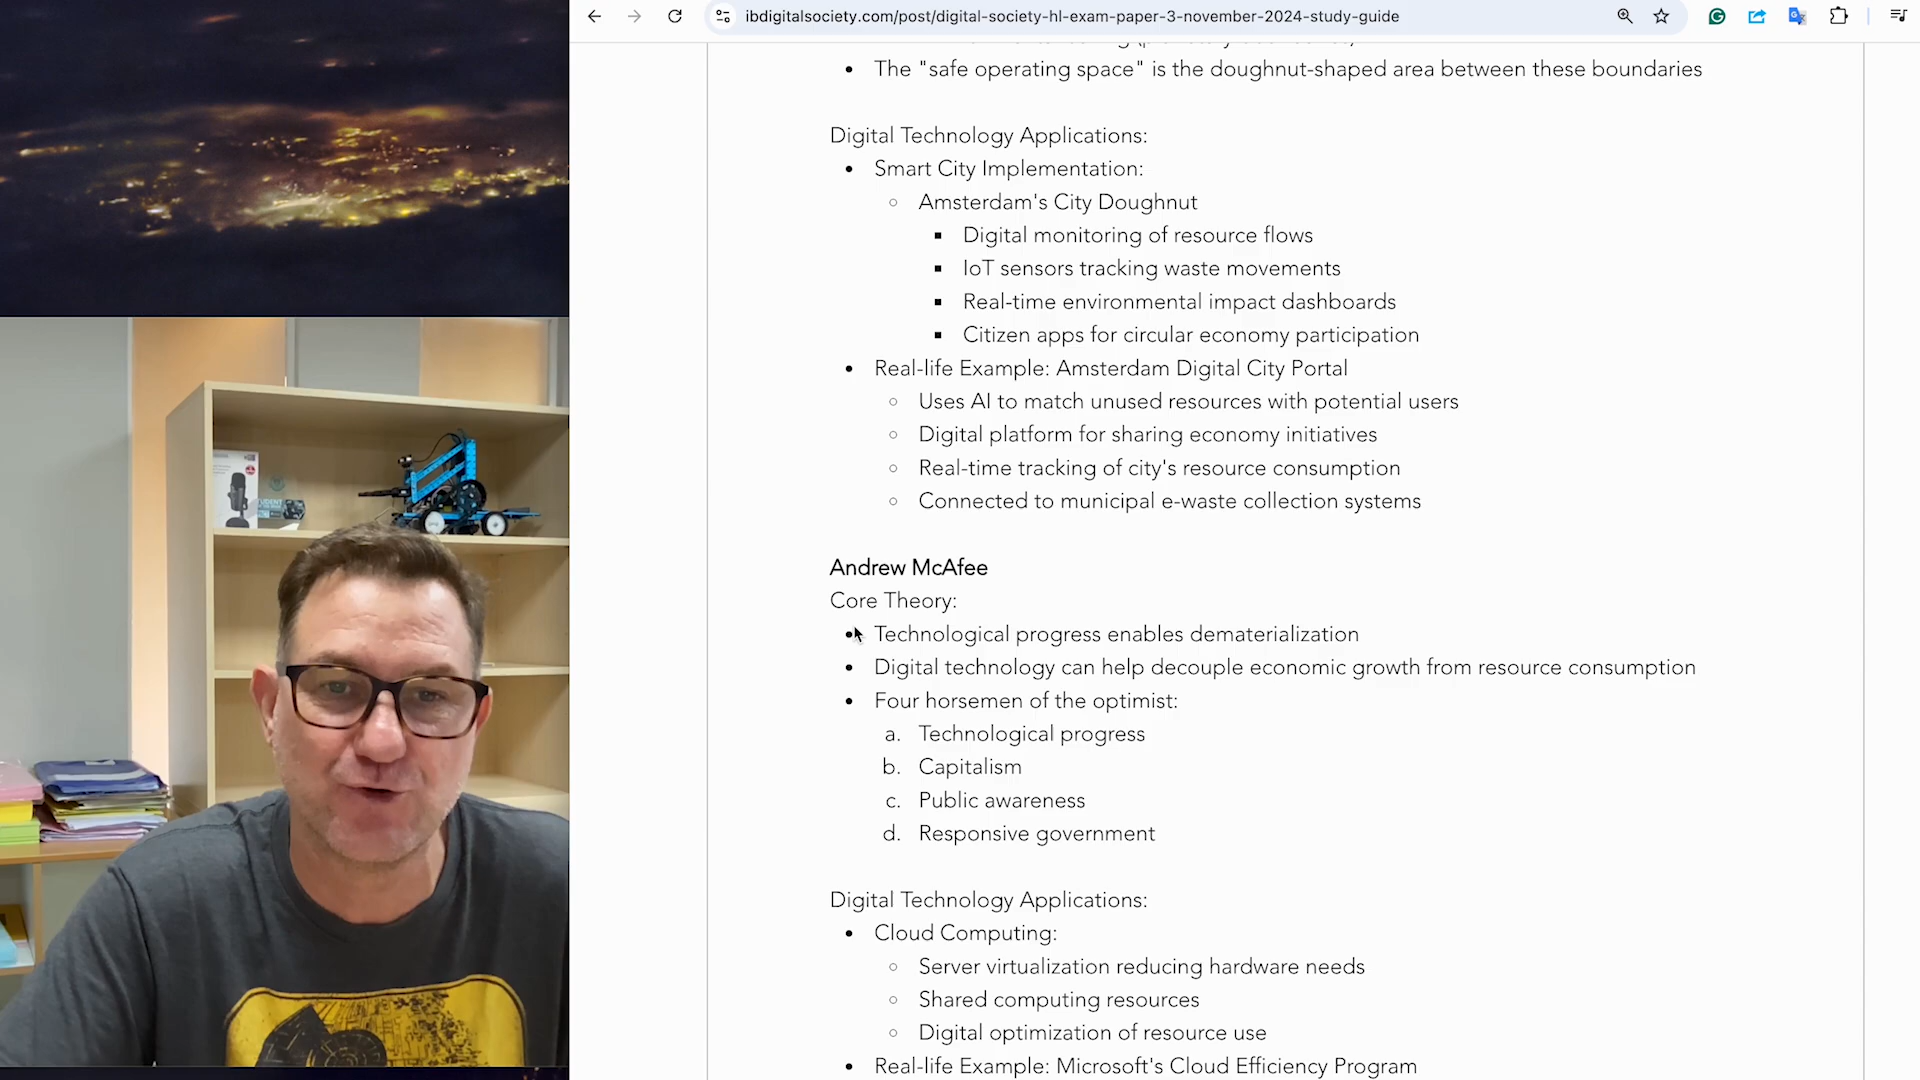 ibdigitalsociety.com/post/digital-society-hl-exam-paper-3-november-2024-study-guide
• The "safe operating space" is the doughnut-shaped area between these boundaries
Digital Technology Applications:
• Smart City Implementation:
○ Amsterdam's City Doughnut
▪ Digital monitoring of resource flows
▪ IoT sensors tracking waste movements
▪ Real-time environmental impact dashboards
▪ Citizen apps for circular economy participation
• Real-life Example: Amsterdam Digital City Portal
○ Uses AI to match unused resources with potential users
○ Digital platform for sharing economy initiatives
○ Real-time tracking of city's resource consumption
○ Connected to municipal e-waste collection systems
Andrew McAfee
Core Theory:
• Technological progress enables dematerialization
• Digital technology can help decouple economic growth from resource consumption
• Four horsemen of the optimist:
a. Technological progress
b. Capitalism
c. Public awareness
d. Responsive government
Digital Technology Applications:
• Cloud Computing:
○ Server virtualization reducing hardware needs
○ Shared computing resources
○ Digital optimization of resource use
• Real-life Example: Microsoft's Cloud Efficiency Program